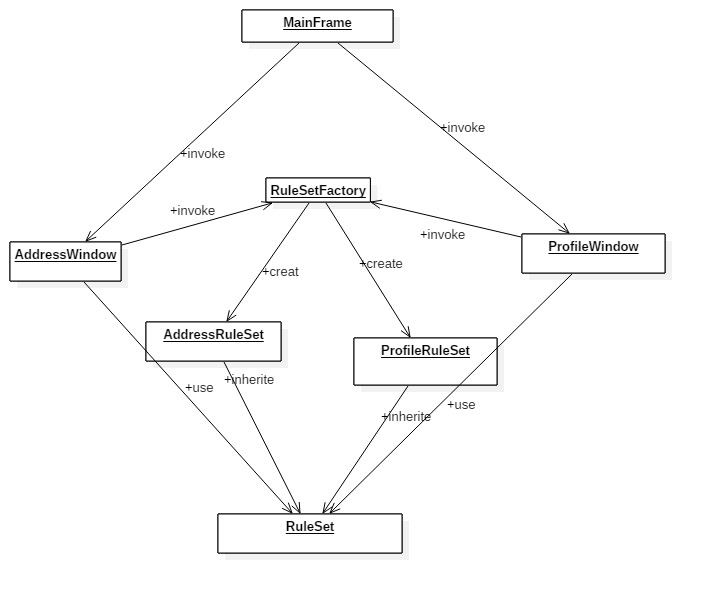 MainFrame
+invoke
+invoke
RuleSetFactory
+invoke
+invoke
AddressWindow
ProfileWindow
+creat
+create
AddressRuleSet
ProfileRuleSet
+use
+inherite
+use
+inherite
RuleSet